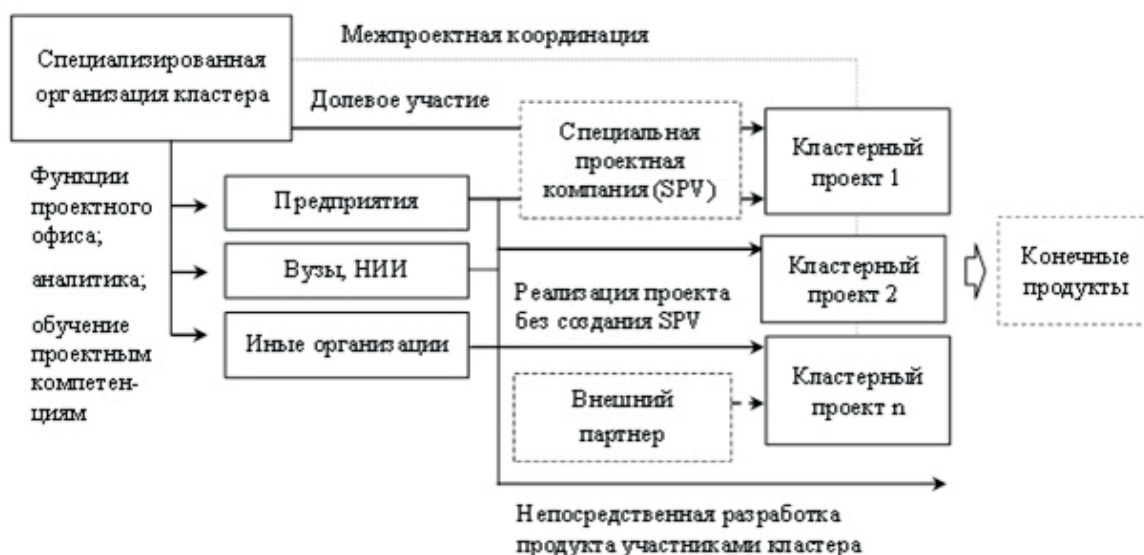 Межпроектная координация
Специализированная
организация кластера
Долевое участие
Специальная
проектная
компания (SPV)
Кластерный
проект 1
Функции
проектного
офиса;
аналитика;
обучение
проектным
компетен-
циям
Предприятия
Вузы, НИИ
Иные организации
Реализация проекта
без создания SPV
Кластерный
проект 2
Конечные
продукты
Внешний
партнер
Кластерный
проект n
Непосредственная разработка
продукта участниками кластера